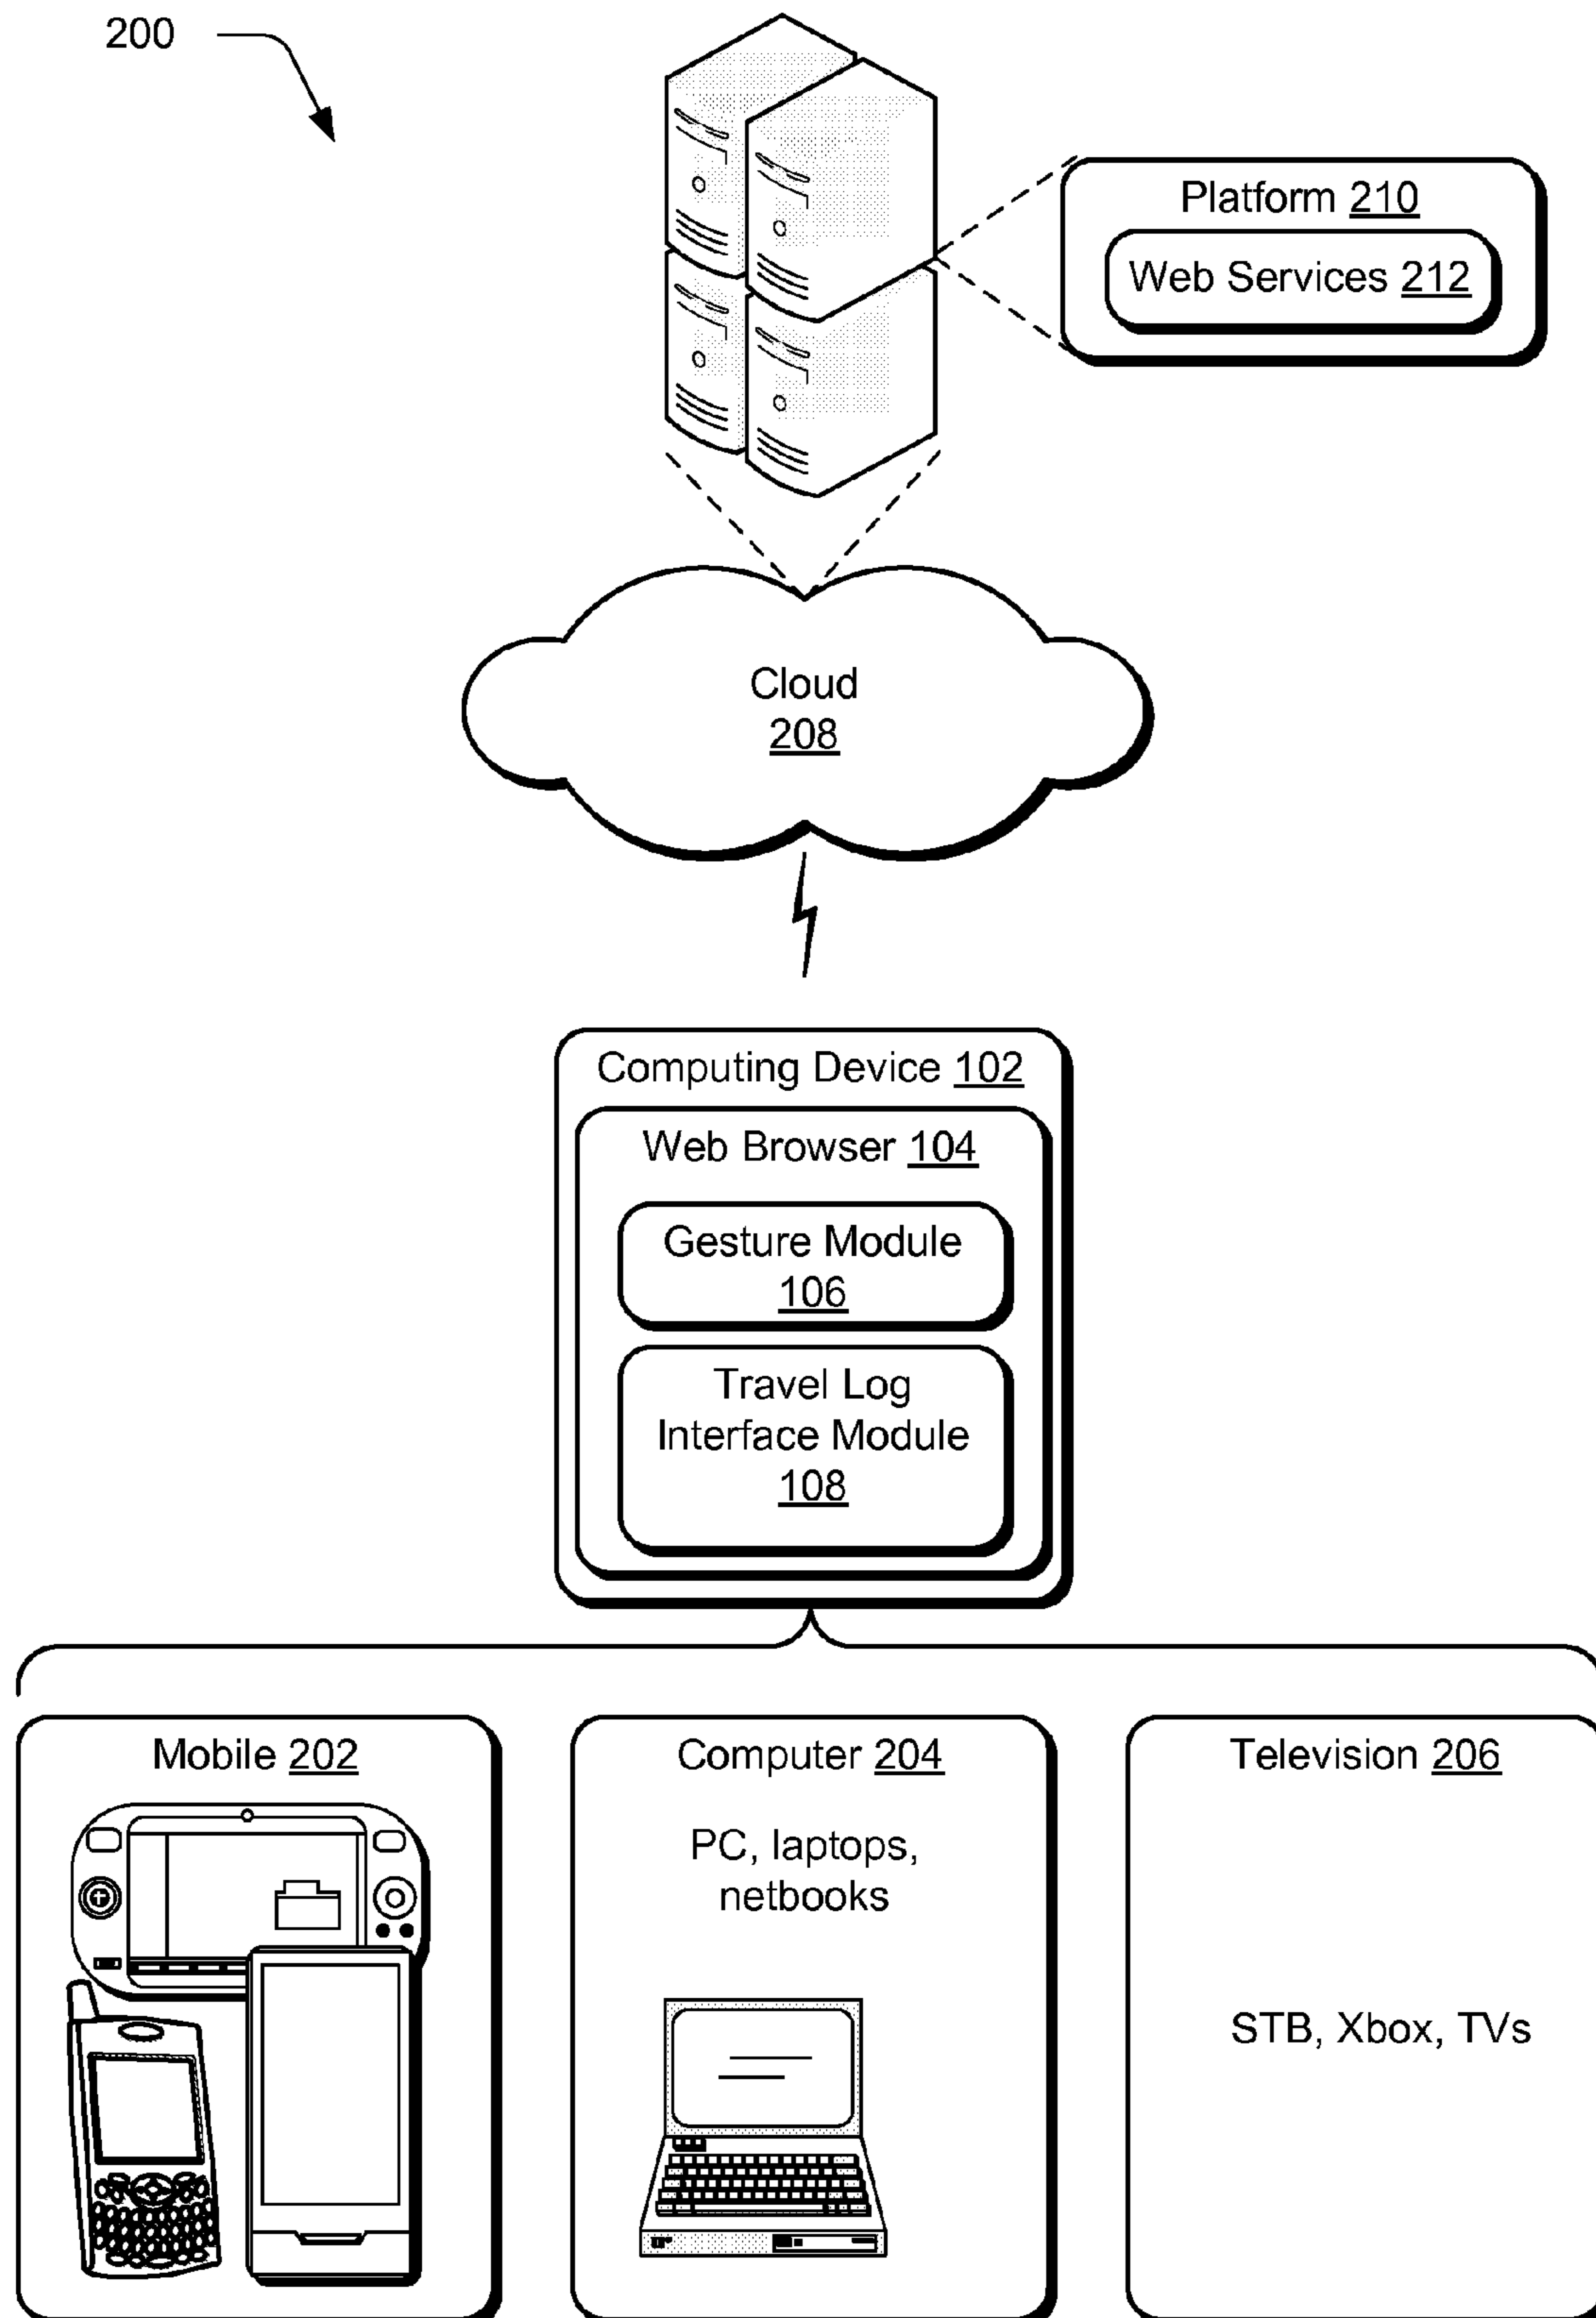 200
Platform 210
Web Services 212
Cloud
208
Computing Device 102
Web Browser 104
Gesture Module
106
Travel Log
Interface Module
108
Mobile 202
Computer 204
PC, laptops,
netbooks
Television 206
STB, Xbox, TVs